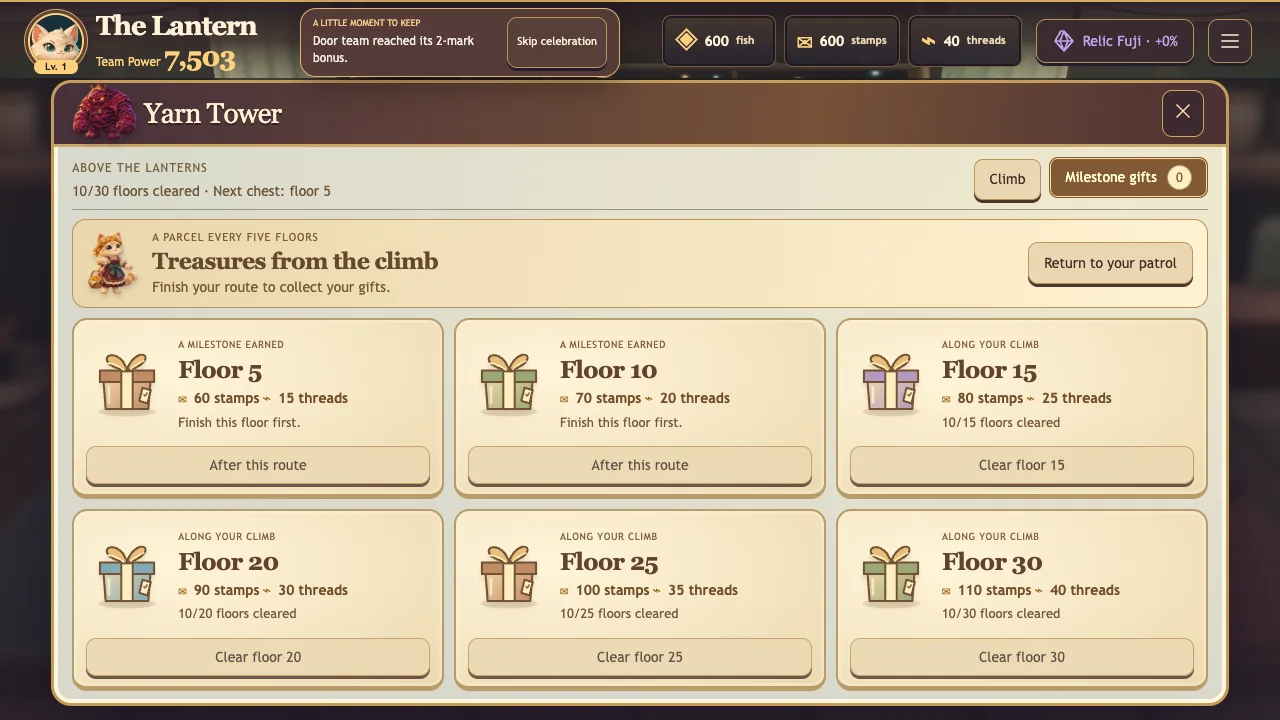 The Lantern
Team Power 7,503
Lv. 1
A LITTLE MOMENT TO KEEP
Door team reached its 2-mark
bonus.
Skip celebration
600 fish
600 stamps
40 threads
Relic Fuji · +0%
Yarn Tower
ABOVE THE LANTERNS
10/30 floors cleared · Next chest: floor 5
Climb
Milestone gifts 0
A PARCEL EVERY FIVE FLOORS
Treasures from the climb
Finish your route to collect your gifts.
Return to your patrol
A MILESTONE EARNED
Floor 5
60 stamps 15 threads
Finish this floor first.
After this route
A MILESTONE EARNED
Floor 10
70 stamps 20 threads
Finish this floor first.
After this route
ALONG YOUR CLIMB
Floor 15
80 stamps 25 threads
10/15 floors cleared
Clear floor 15
ALONG YOUR CLIMB
Floor 20
90 stamps 30 threads
10/20 floors cleared
Clear floor 20
ALONG YOUR CLIMB
Floor 25
100 stamps 35 threads
10/25 floors cleared
Clear floor 25
ALONG YOUR CLIMB
Floor 30
110 stamps 40 threads
10/30 floors cleared
Clear floor 30